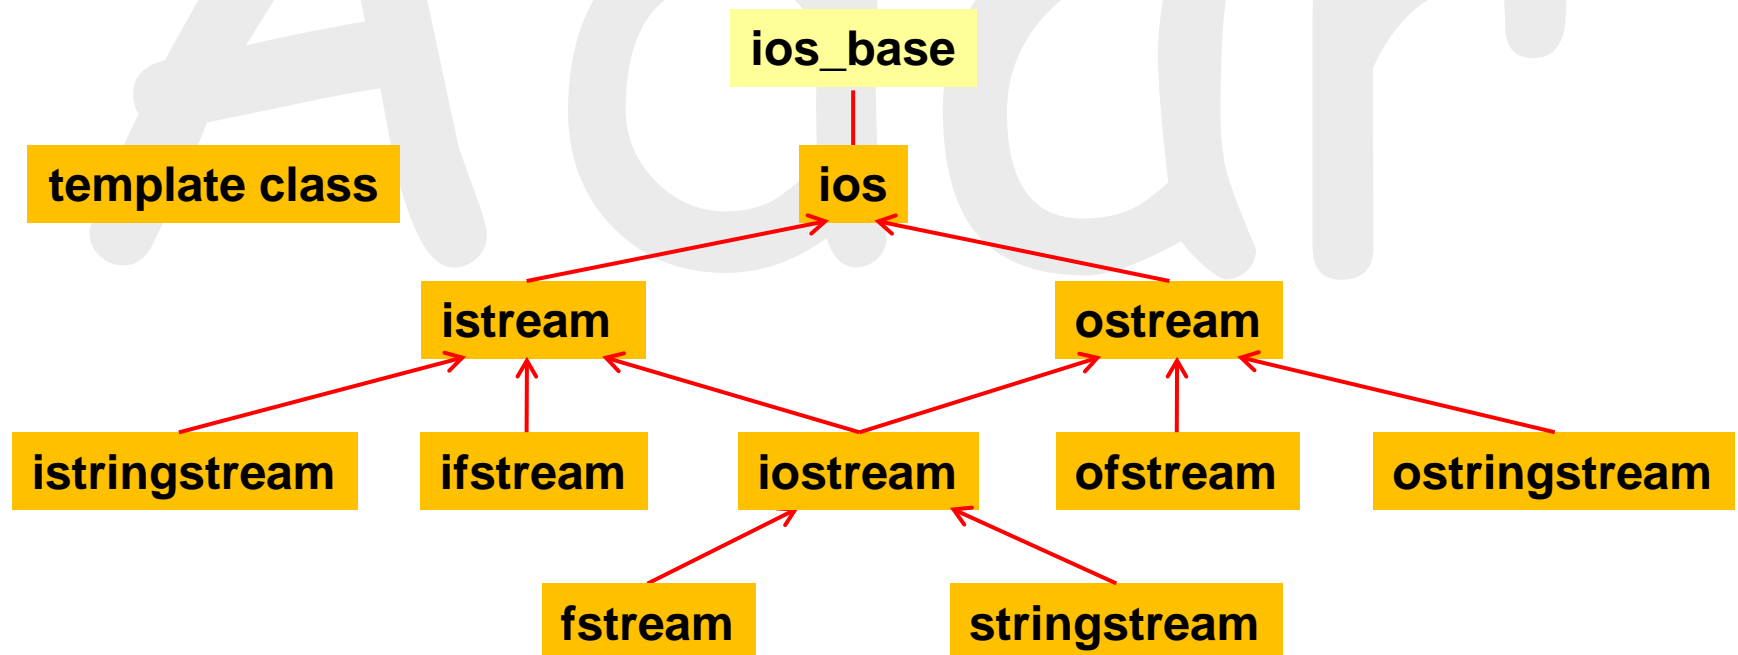 ios_base
template class
ios
istream
ostream
istringstream
ifstream
iostream
ofstream
ostringstream
fstream
stringstream